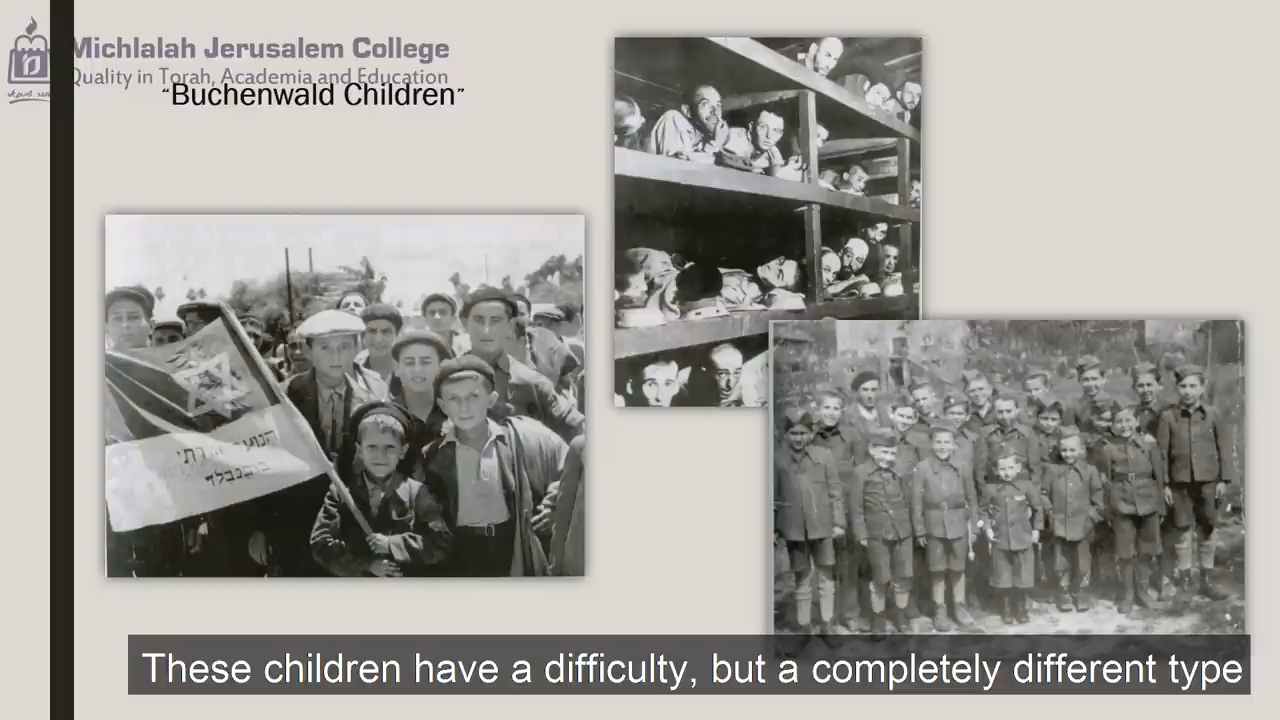 Michlalah Jerusalem College
Quality in Torah, Academia and Education
“Buchenwald Children”
בוכנבלד
These children have a difficulty, but a completely different type